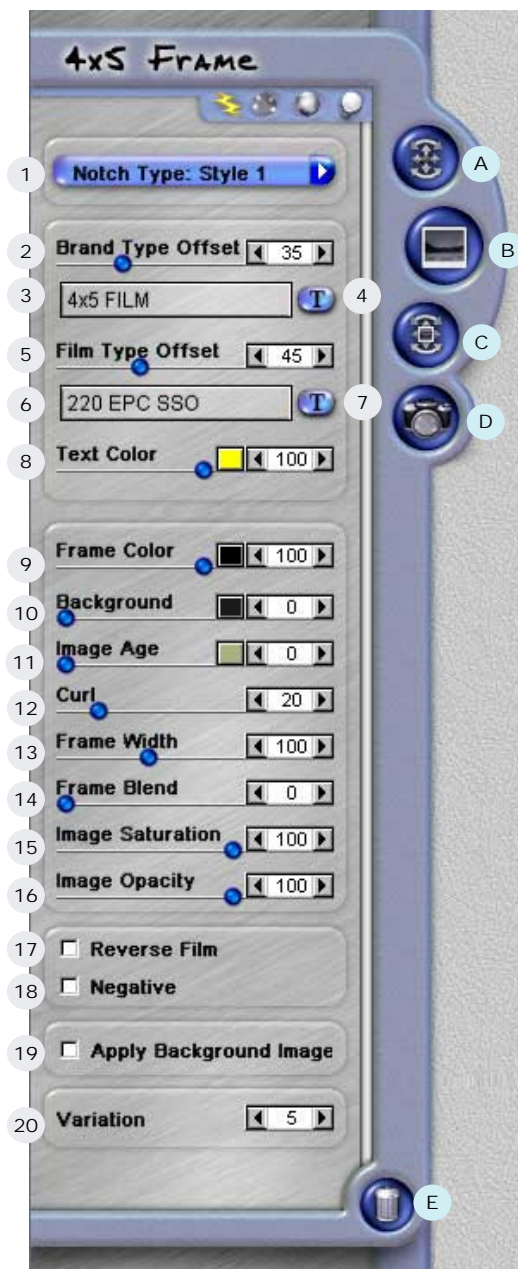 4x5 Frame
1 Notch Type: Style 1
A
B
2 Brand Type Offset 35
3 4x5 FILM T 4
C
5 Film Type Offset 45
6 220 EPC SSO T 7
D
8 Text Color 100
9 Frame Color 100
10 Background 0
11 Image Age 0
12 Curl 20
13 Frame Width 100
14 Frame Blend 0
15 Image Saturation 100
16 Image Opacity 100
17 Reverse Film
18 Negative
19 Apply Background Image
20 Variation 5
E